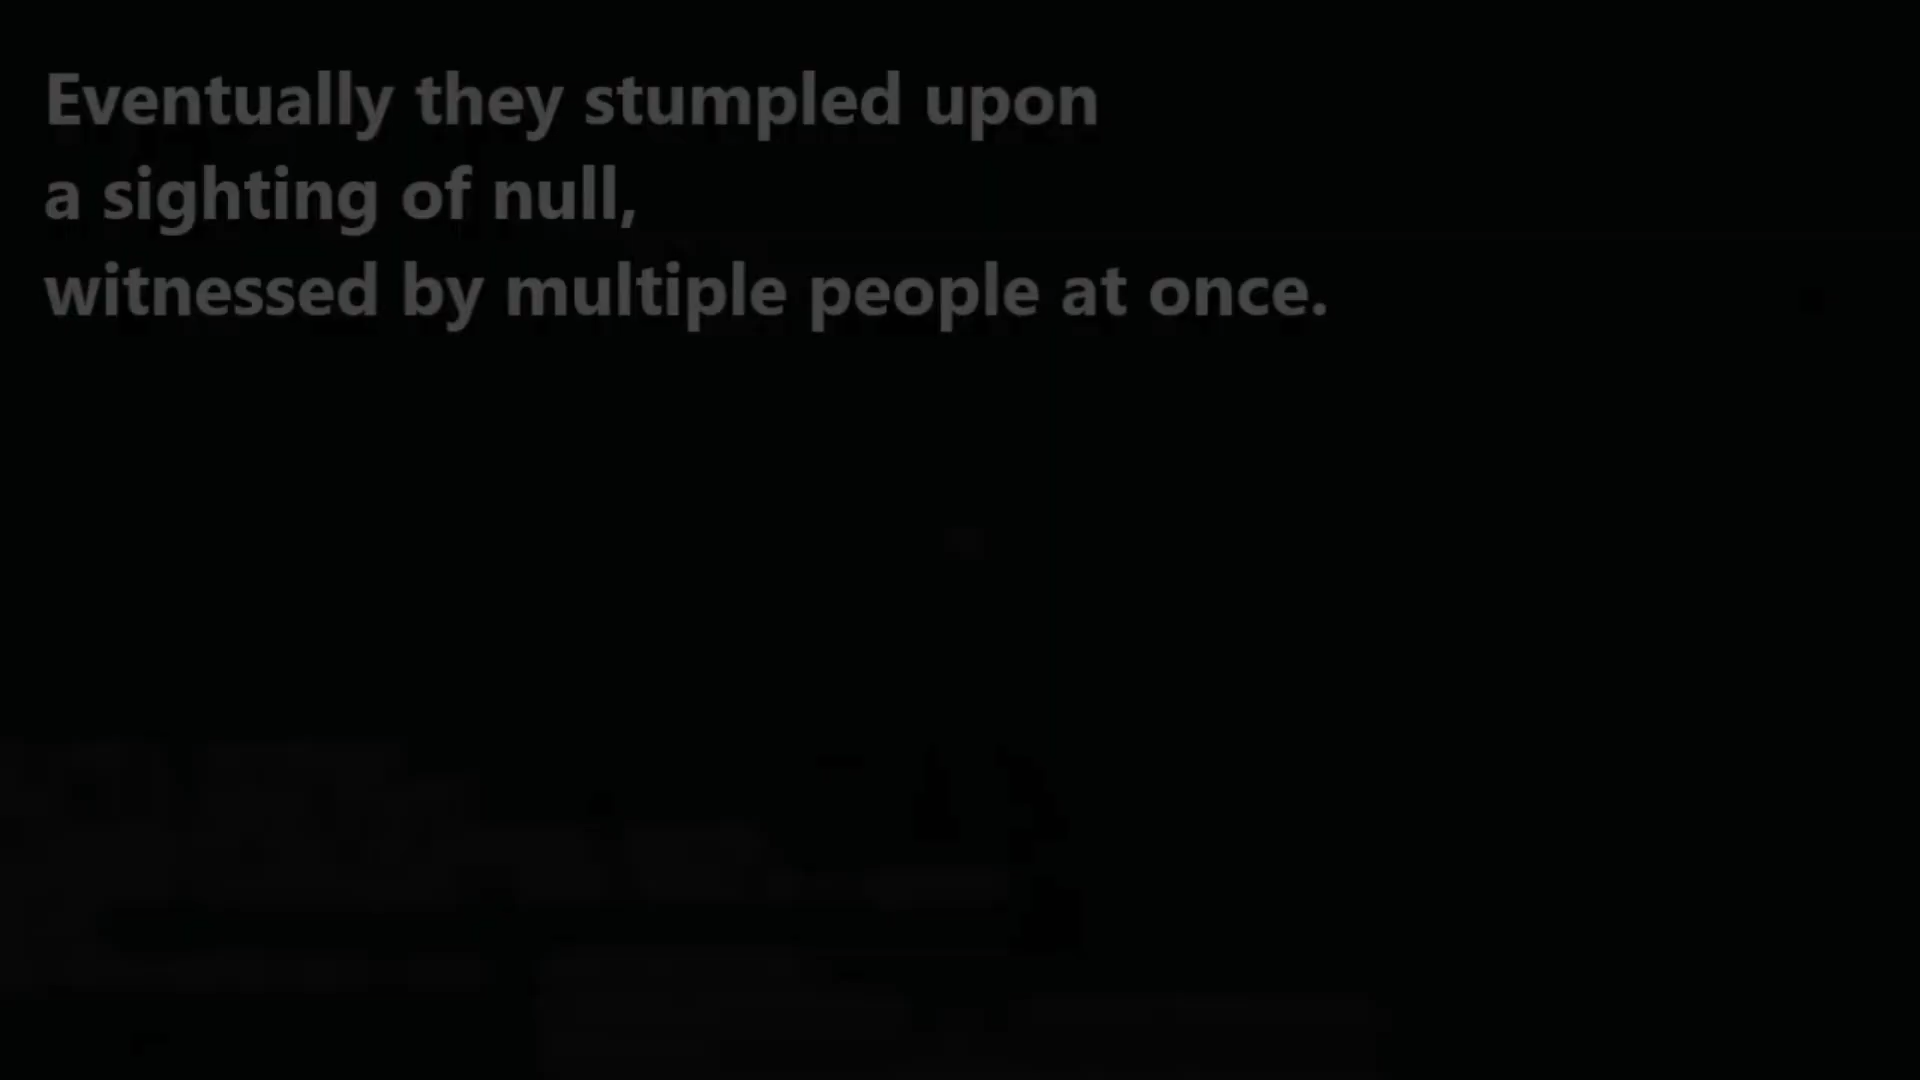 Eventually they stumpled upon
a sighting of null,
witnessed by multiple people at once.